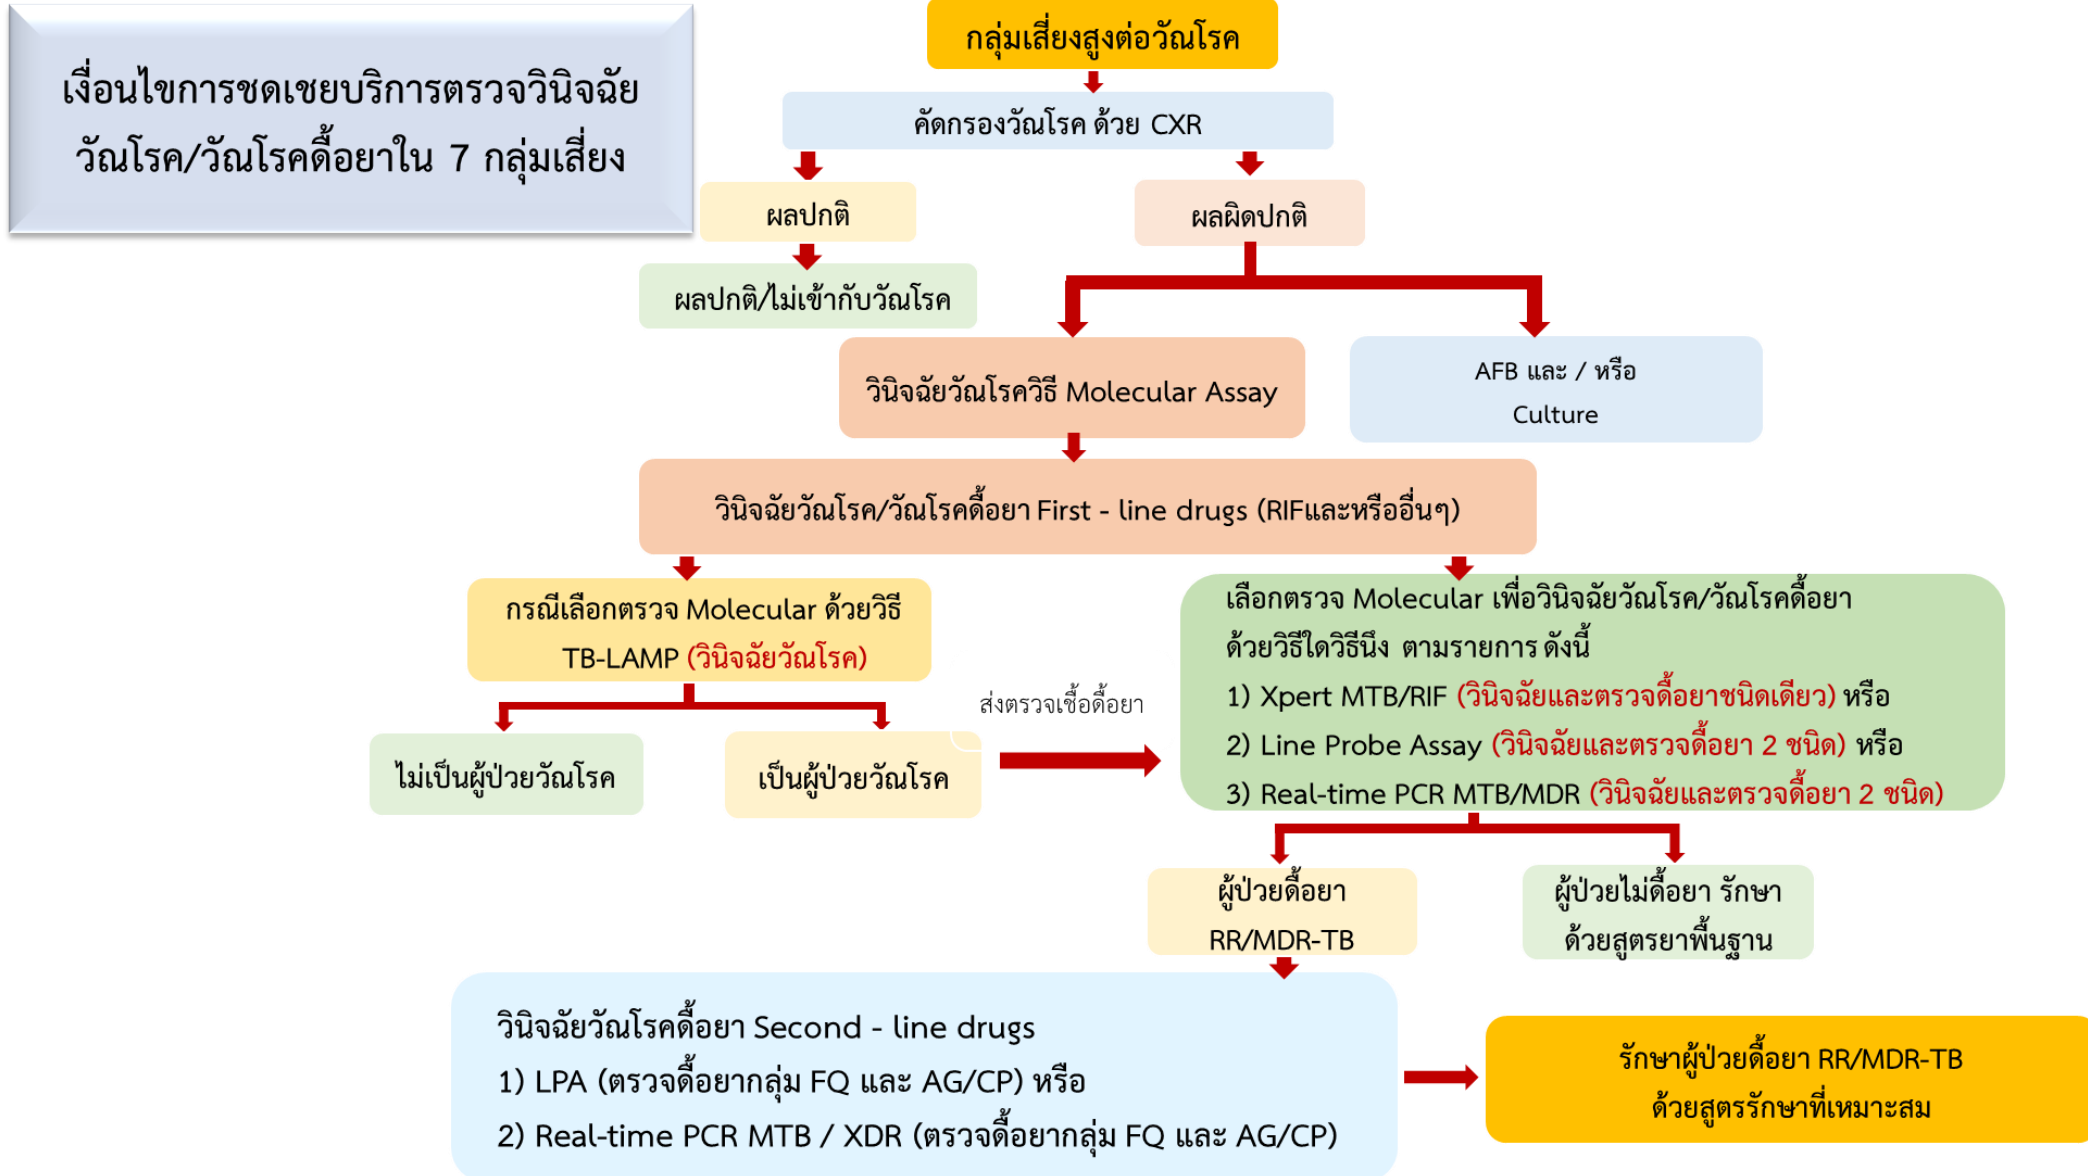 เงื่อนไขการชดเชยบริการตรวจวินิจฉัย
วัณโรค/วัณโรคดื้อยาใน 7 กลุ่มเสี่ยง
กลุ่มเสี่ยงสูงต่อวัณโรค
คัดกรองวัณโรค ด้วย CXR
ผลปกติ
ผลผิดปกติ
ผลปกติ/ไม่เข้ากับวัณโรค
วินิจฉัยวัณโรควิธี Molecular Assay
AFB และ / หรือ
Culture
วินิจฉัยวัณโรค/วัณโรคดื้อยา First - line drugs (RIFและหรืออื่นๆ)
กรณีเลือกตรวจ Molecular ด้วยวิธี
TB-LAMP (วินิจฉัยวัณโรค)
ไม่เป็นผู้ป่วยวัณโรค
เป็นผู้ป่วยวัณโรค
ส่งตรวจเชื้อดื้อยา
เลือกตรวจ Molecular เพื่อวินิจฉัยวัณโรค/วัณโรคดื้อยา
ด้วยวิธีใดวิธีนึง ตามรายการ ดังนี้
1) Xpert MTB/RIF (วินิจฉัยและตรวจดื้อยาชนิดเดียว) หรือ
2) Line Probe Assay (วินิจฉัยและตรวจดื้อยา 2 ชนิด) หรือ
3) Real-time PCR MTB/MDR (วินิจฉัยและตรวจดื้อยา 2 ชนิด)
ผู้ป่วยดื้อยา
RR/MDR-TB
ผู้ป่วยไม่ดื้อยา รักษา
ด้วยสูตรยาพื้นฐาน
วินิจฉัยวัณโรคดื้อยา Second - line drugs
1) LPA (ตรวจดื้อยากลุ่ม FQ และ AG/CP) หรือ
2) Real-time PCR MTB / XDR (ตรวจดื้อยากลุ่ม FQ และ AG/CP)
รักษาผู้ป่วยดื้อยา RR/MDR-TB
ด้วยสูตรรักษาที่เหมาะสม